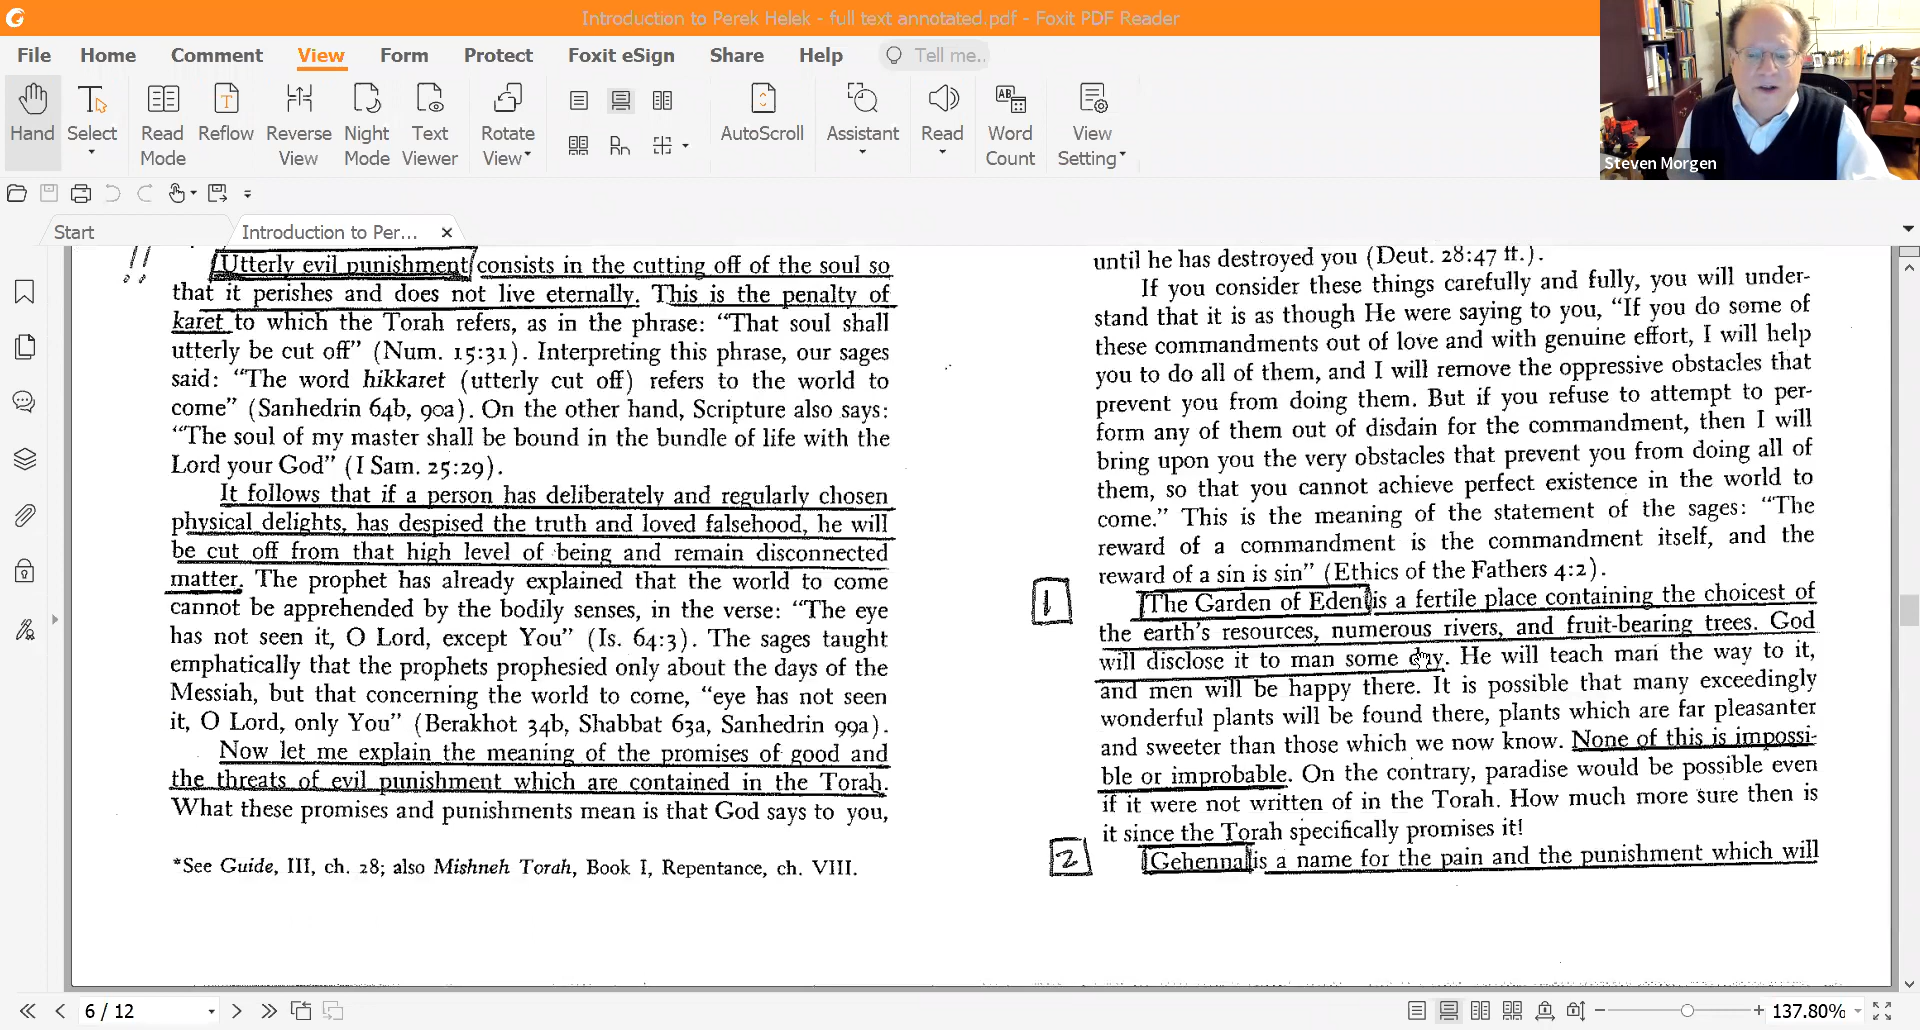 Introduction to Perek Helek - full text annotated.pdf - Foxit PDF Reader
File Home Comment View Form Protect Foxit eSign Share Help Tell me..
Hand Select Read Mode Reflow Reverse View Night Mode Text Viewer Rotate View AutoScroll Assistant Read Word Count View Setting
Steven Morgen
Start Introduction to Per...
!!
Utterly evil punishment consists in the cutting off of the soul so
that it perishes and does not live eternally. This is the penalty of
karet to which the Torah refers, as in the phrase: “That soul shall
utterly be cut off” (Num. 15:31). Interpreting this phrase, our sages
said: “The word hikkaret (utterly cut off) refers to the world to
come” (Sanhedrin 64b, 90a). On the other hand, Scripture also says:
“The soul of my master shall be bound in the bundle of life with the
Lord your God” (I Sam. 25:29).
It follows that if a person has deliberately and regularly chosen
physical delights, has despised the truth and loved falsehood, he will
be cut off from that high level of being and remain disconnected
matter. The prophet has already explained that the world to come
cannot be apprehended by the bodily senses, in the verse: “The eye
has not seen it, O Lord, except You” (Is. 64:3). The sages taught
emphatically that the prophets prophesied only about the days of the
Messiah, but that concerning the world to come, “eye has not seen
it, O Lord, only You” (Berakhot 34b, Shabbat 63a, Sanhedrin 99a).
Now let me explain the meaning of the promises of good and
the threats of evil punishment which are contained in the Torah.
What these promises and punishments mean is that God says to you,
*See Guide, III, ch. 28; also Mishneh Torah, Book I, Repentance, ch. VIII.
until he has destroyed you (Deut. 28:47 ff.).
If you consider these things carefully and fully, you will under-
stand that it is as though He were saying to you, “If you do some of
these commandments out of love and with genuine effort, I will help
you to do all of them, and I will remove the oppressive obstacles that
prevent you from doing them. But if you refuse to attempt to per-
form any of them out of disdain for the commandment, then I will
bring upon you the very obstacles that prevent you from doing all of
them, so that you cannot achieve perfect existence in the world to
come.” This is the meaning of the statement of the sages: “The
reward of a commandment is the commandment itself, and the
reward of a sin is sin” (Ethics of the Fathers 4:2).
1
The Garden of Eden is a fertile place containing the choicest of
the earth's resources, numerous rivers, and fruit-bearing trees. God
will disclose it to man some day. He will teach man the way to it,
and men will be happy there. It is possible that many exceedingly
wonderful plants will be found there, plants which are far pleasanter
and sweeter than those which we now know. None of this is impossi-
ble or improbable. On the contrary, paradise would be possible even
if it were not written of in the Torah. How much more sure then is
it since the Torah specifically promises it!
2
Gehenna is a name for the pain and the punishment which will
6 / 12
137.80%